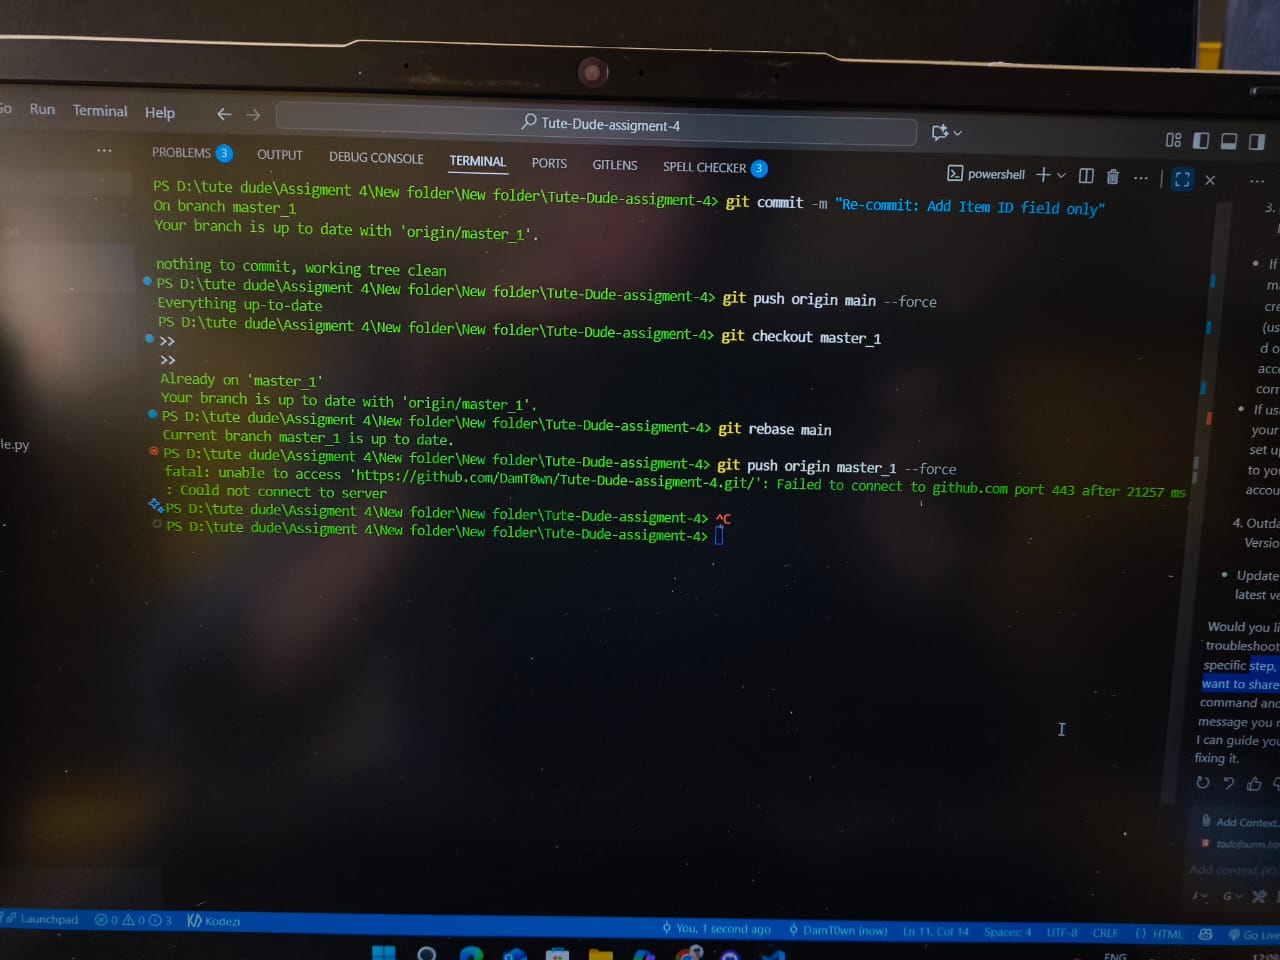 Run Terminal Help
Tute-Dude-assigment-4
PROBLEMS 3 OUTPUT DEBUG CONSOLE TERMINAL PORTS GITLENS SPELL CHECKER 3
powershell
PS D:\tute dude\Assigment 4\New folder\New folder\Tute-Dude-assigment-4> git commit -m "Re-commit: Add Item ID field only"
On branch master_1
Your branch is up to date with 'origin/master_1'.
nothing to commit, working tree clean
PS D:\tute dude\Assigment 4\New folder\New folder\Tute-Dude-assigment-4> git push origin main --force
Everything up-to-date
PS D:\tute dude\Assigment 4\New folder\New folder\Tute-Dude-assigment-4> git checkout master_1
>>
>>
Already on 'master_1'
Your branch is up to date with 'origin/master_1'.
PS D:\tute dude\Assigment 4\New folder\New folder\Tute-Dude-assigment-4> git rebase main
Current branch master_1 is up to date.
PS D:\tute dude\Assigment 4\New folder\New folder\Tute-Dude-assigment-4> git push origin master_1 --force
fatal: unable to access 'https://github.com/DamT0wn/Tute-Dude-assigment-4.git/': Failed to connect to github.com port 443 after 21257 ms
: Could not connect to server
PS D:\tute dude\Assigment 4\New folder\New folder\Tute-Dude-assigment-4> ^C
PS D:\tute dude\Assigment 4\New folder\New folder\Tute-Dude-assigment-4>
le.py
3.
If
(us
d o
If us
your
set up
to you
accou
4. Outda
Versio
Update
latest ve
Would you li
troubleshoot
specific step,
want to share
command and
message you r
I can guide you
fixing it.
Add Context.
Launchpad 0 0 3 Kodezi
You, 1 second ago DamT0wn (now) Ln 11, Col 14 Spaces: 4 UTF-8 CRLF {} HTML Go Live
ENG